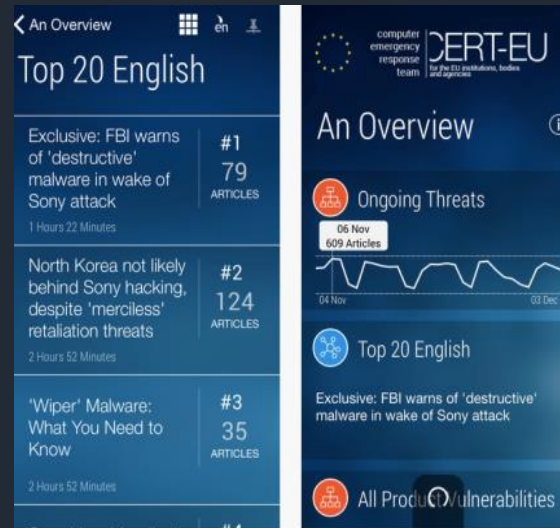 An Overview
en
Top 20 English
Exclusive: FBI warns
of 'destructive'
malware in wake of
Sony attack
1 Hours 22 Minutes
#1
79
ARTICLES
North Korea not likely
behind Sony hacking,
despite 'merciless'
retaliation threats
2 Hours 52 Minutes
#2
124
ARTICLES
'Wiper' Malware:
What You Need to
Know
2 Hours 52 Minutes
#3
35
ARTICLES
#4
computer
emergency
response
team
CERT-EU
for the EU institutions, bodies
and agencies
An Overview
Ongoing Threats
06 Nov
609 Articles
04 Nov
03 Dec
Top 20 English
Exclusive: FBI warns of 'destructive'
malware in wake of Sony attack
All Product Vulnerabilities